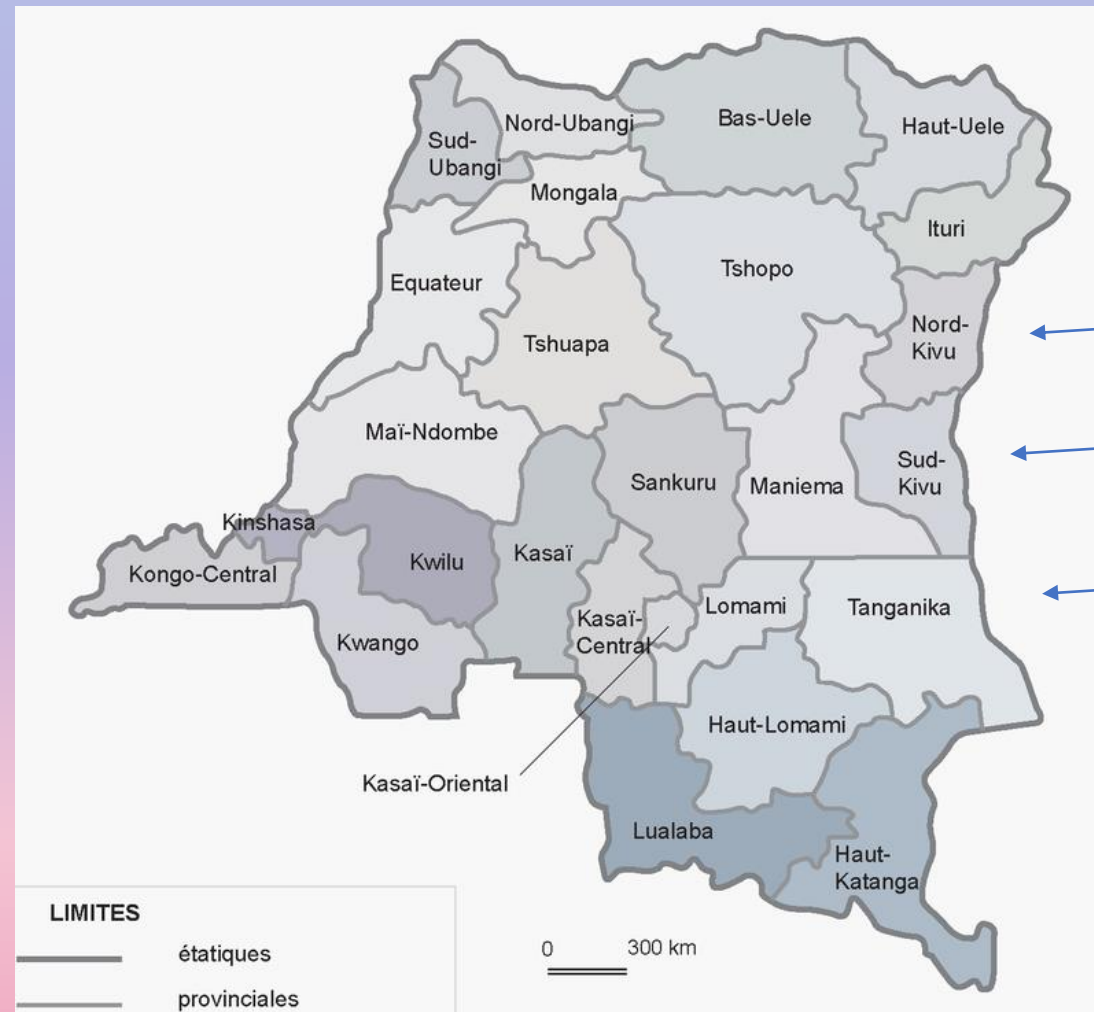 Nord-Ubangi
Bas-Uele
Haut-Uele
Sud-
Ubangi
Mongala
Ituri
Equateur
Tshopo
Tshuapa
Nord-
Kivu
Maï-Ndombe
Sankuru
Maniema
Sud-
Kivu
Kinshasa
Kongo-Central
Kwilu
Kasaï
Kwango
Kasaï-
Central
Lomami
Tanganika
Haut-Lomami
Kasaï-Oriental
Lualaba
Haut-
Katanga
LIMITES
étatiques
provinciales
0 300 km